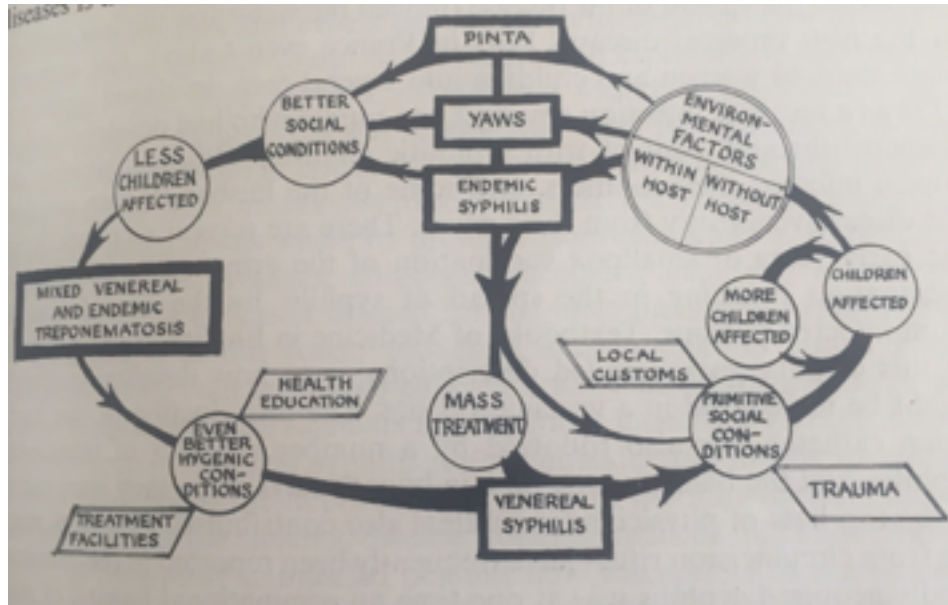 diseases is
PINTA
BETTER
SOCIAL
CONDITIONS
YAWS
ENVIRON-
MENTAL
FACTORS
WITHIN
HOST
WITHOUT
HOST
LESS
CHILDREN
AFFECTED
ENDEMIC
SYPHILIS
MIXED VENEREAL
AND ENDEMIC
TREPONEMATOSIS
MORE
CHILDREN
AFFECTED
CHILDREN
AFFECTED
HEALTH
EDUCATION
MASS
TREATMENT
LOCAL
CUSTOMS
PRIMITIVE
SOCIAL
CON-
DITIONS
EVEN
BETTER
HYGENIC
CON-
DITIONS
TREATMENT
FACILITIES
VENEREAL
SYPHILIS
TRAUMA